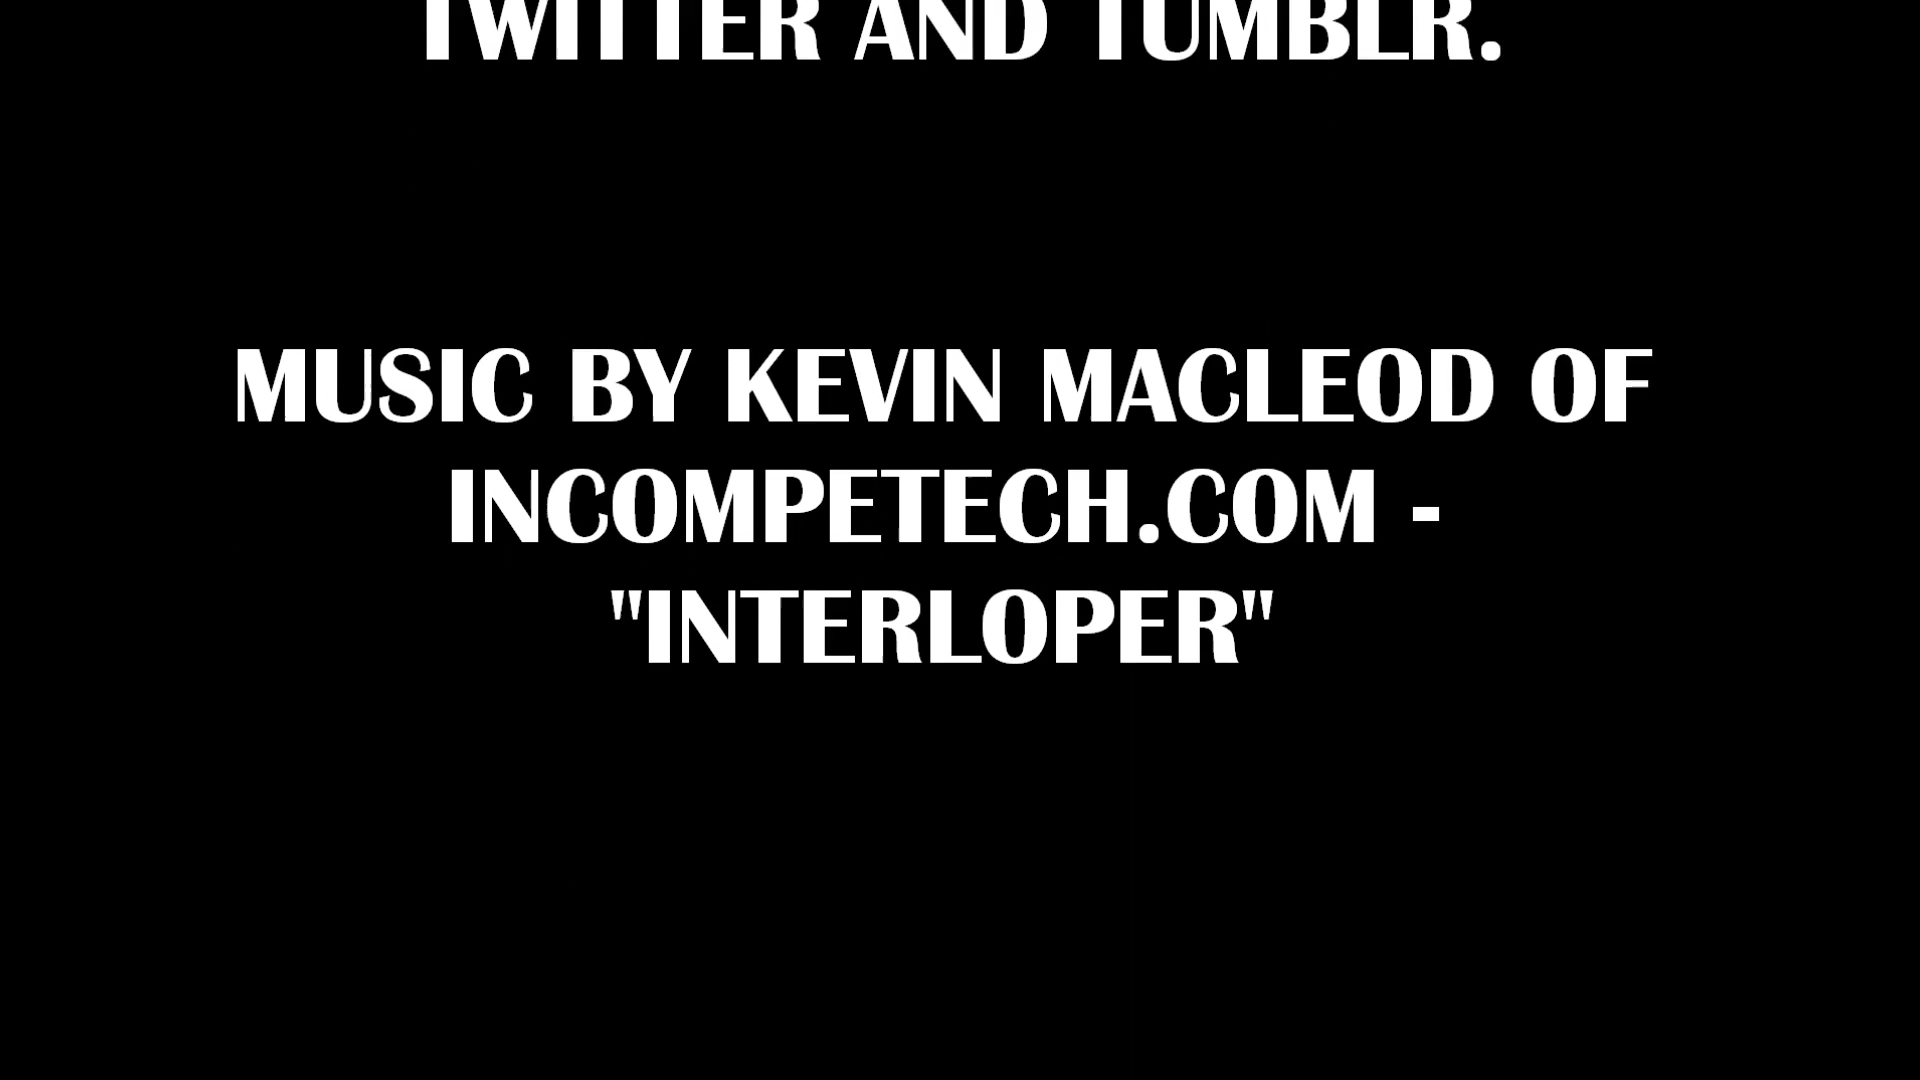 TWITTER AND TUMBLR.
MUSIC BY KEVIN MACLEOD OF
INCOMPETECH.COM -
"INTERLOPER"